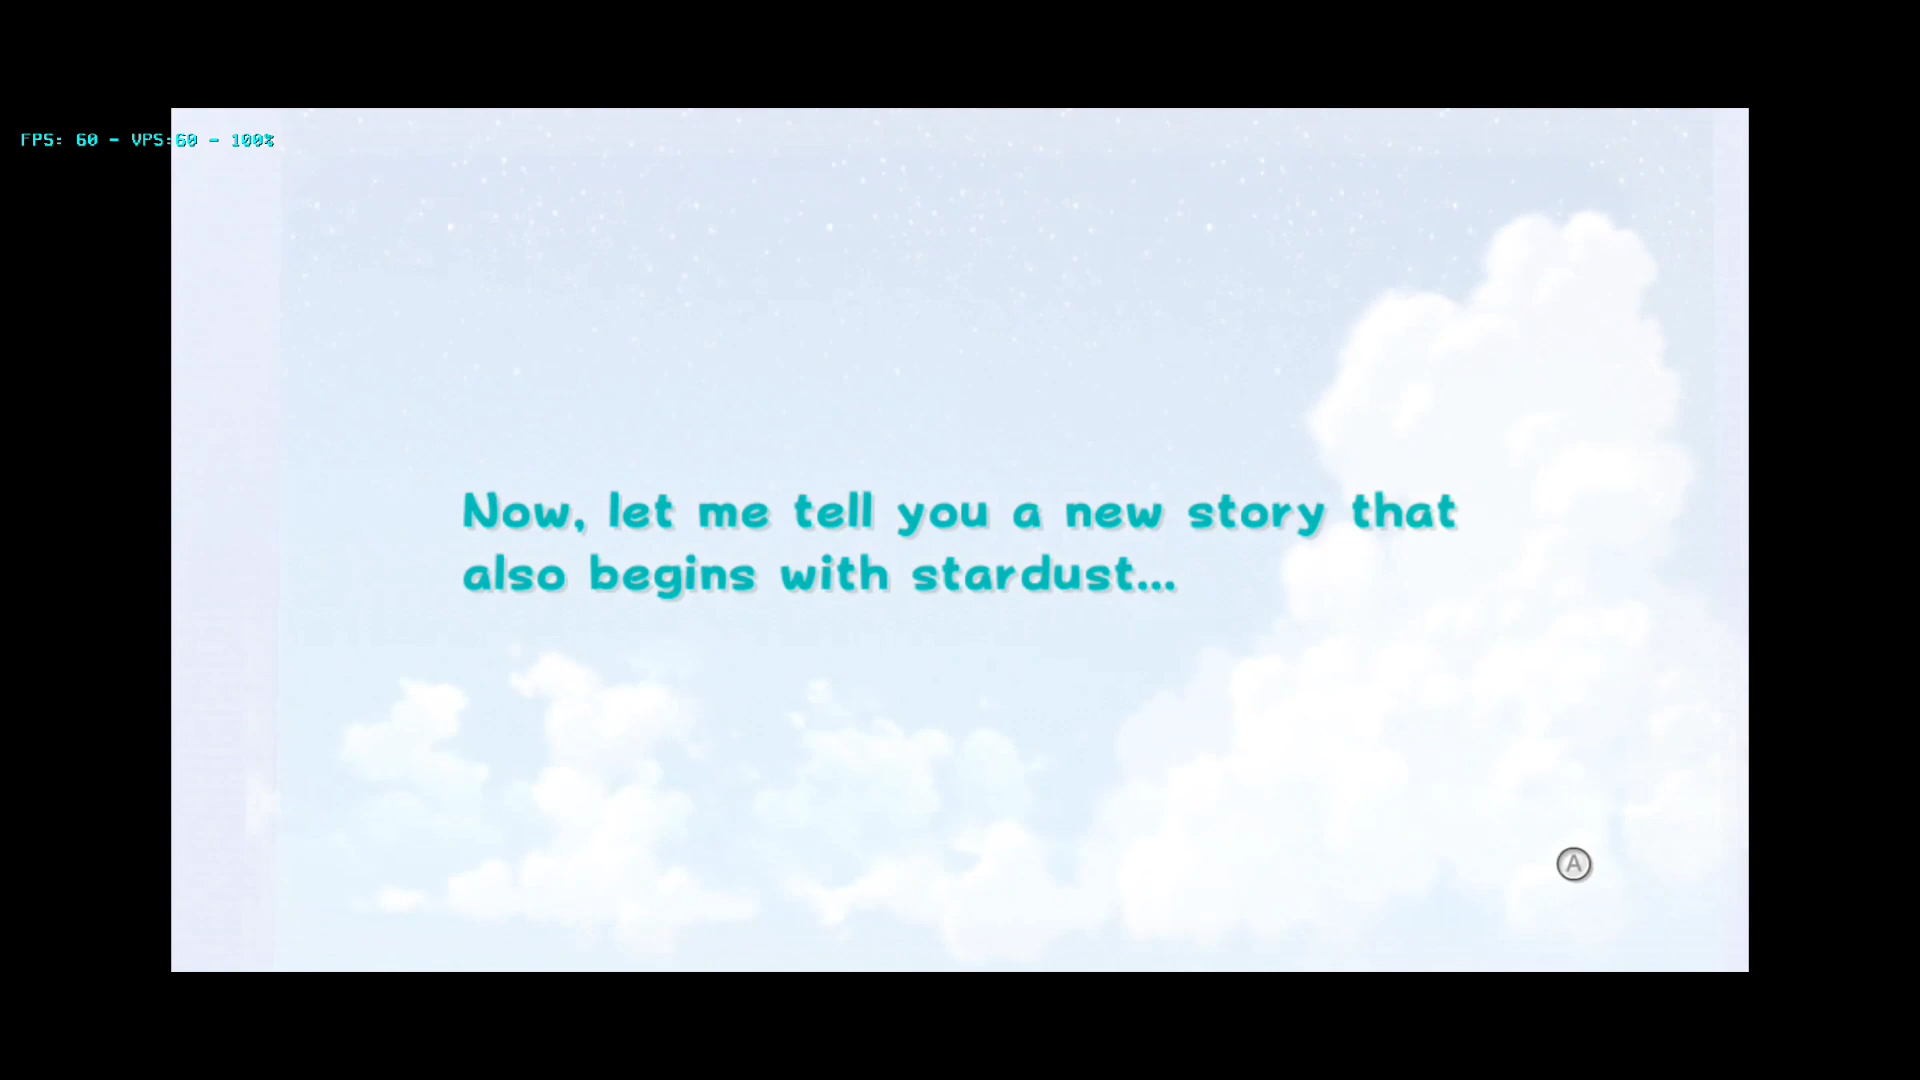 FPS: 60 - VPS:60 - 100%
Now, let me tell you a new story that
also begins with stardust...
A